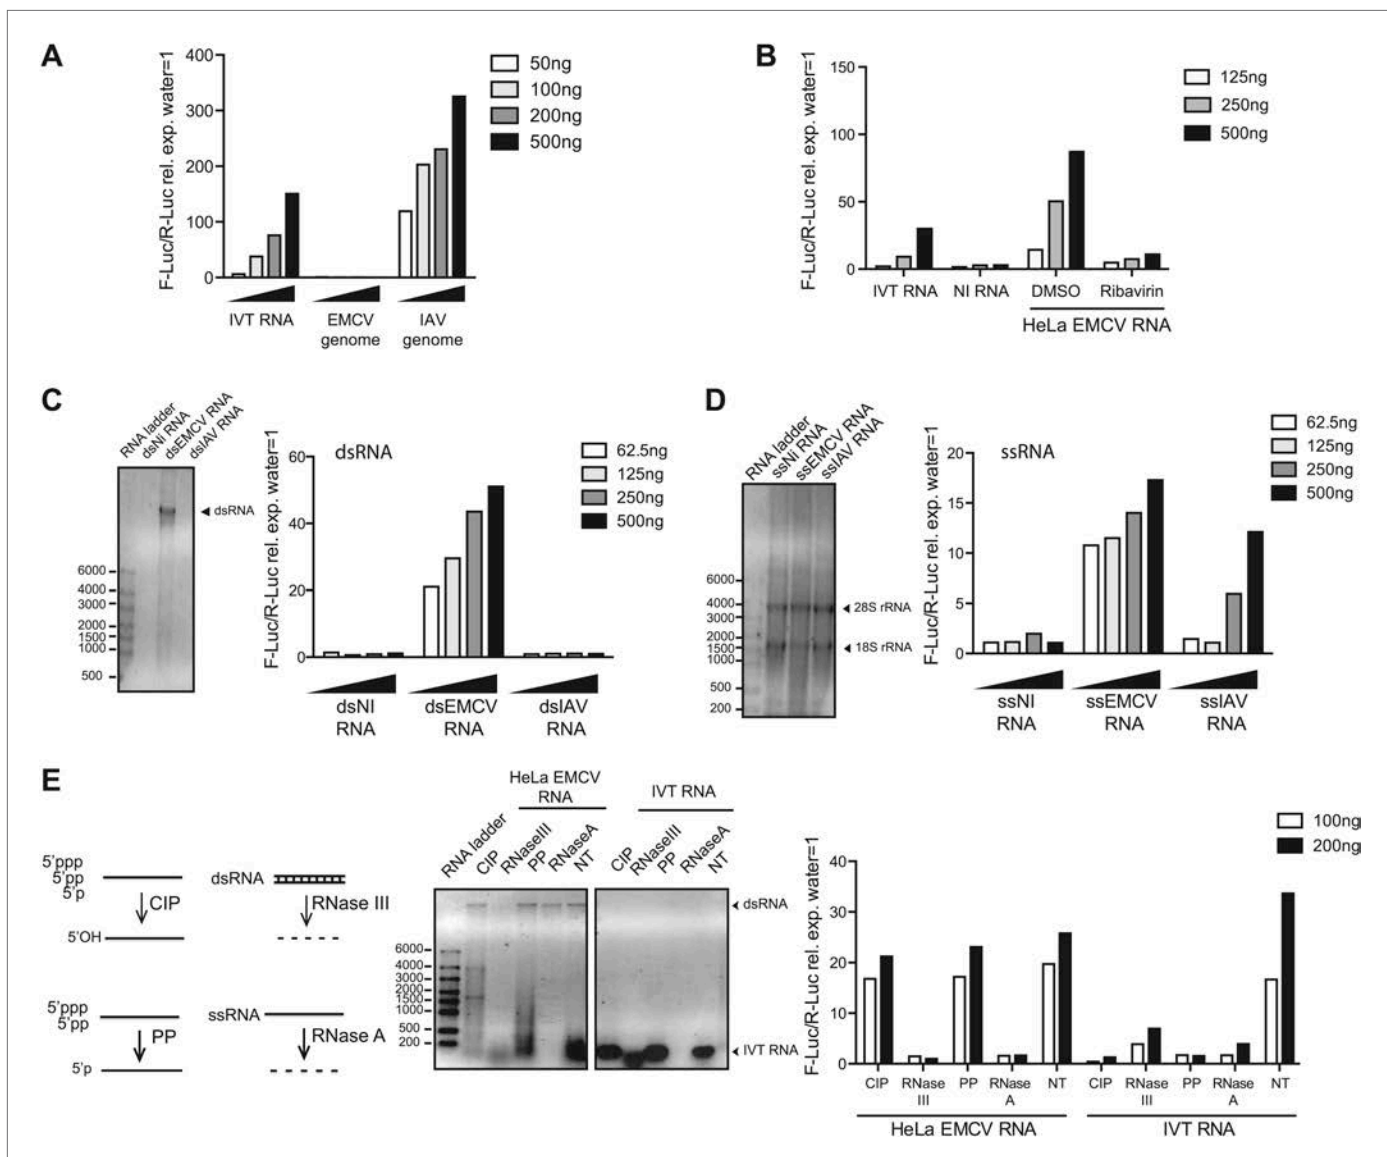 A
F-Luc/R-Luc rel. exp. water=1
400
300
200
100
0
50ng
100ng
200ng
500ng
IVT RNA
EMCV
genome
IAV
genome
B
F-Luc/R-Luc rel. exp. water=1
150
100
50
0
125ng
250ng
500ng
IVT RNA
NI RNA
DMSO
Ribavirin
HeLa EMCV RNA
C
RNA ladder
dsNi RNA
dsEMCV RNA
dsIAV RNA
dsRNA
6000
4000
3000
2000
1500
1000
500
F-Luc/R-Luc rel. exp. water=1
60
40
20
0
dsRNA
62.5ng
125ng
250ng
500ng
dsNI
RNA
dsEMCV
RNA
dsIAV
RNA
D
RNA ladder
ssNi RNA
ssEMCV RNA
ssIAV RNA
6000
4000
3000
2000
1500
1000
500
200
28S rRNA
18S rRNA
F-Luc/R-Luc rel. exp. water=1
20
15
10
5
0
ssRNA
62.5ng
125ng
250ng
500ng
ssNI
RNA
ssEMCV
RNA
ssIAV
RNA
E
5'ppp
5'pp
5'p
CIP
5'OH
dsRNA
RNase III
5'ppp
5'pp
PP
5'p
ssRNA
RNase A
HeLa EMCV
RNA
IVT RNA
RNA ladder
CIP
RNaseIII
PP
RNaseA
NT
CIP
RNaseIII
PP
RNaseA
NT
6000
4000
3000
2000
1500
1000
500
200
dsRNA
IVT RNA
F-Luc/R-Luc rel. exp. water=1
40
30
20
10
0
100ng
200ng
CIP
RNase
III
PP
RNase
A
NT
CIP
RNase
III
PP
RNase
A
NT
HeLa EMCV RNA
IVT RNA